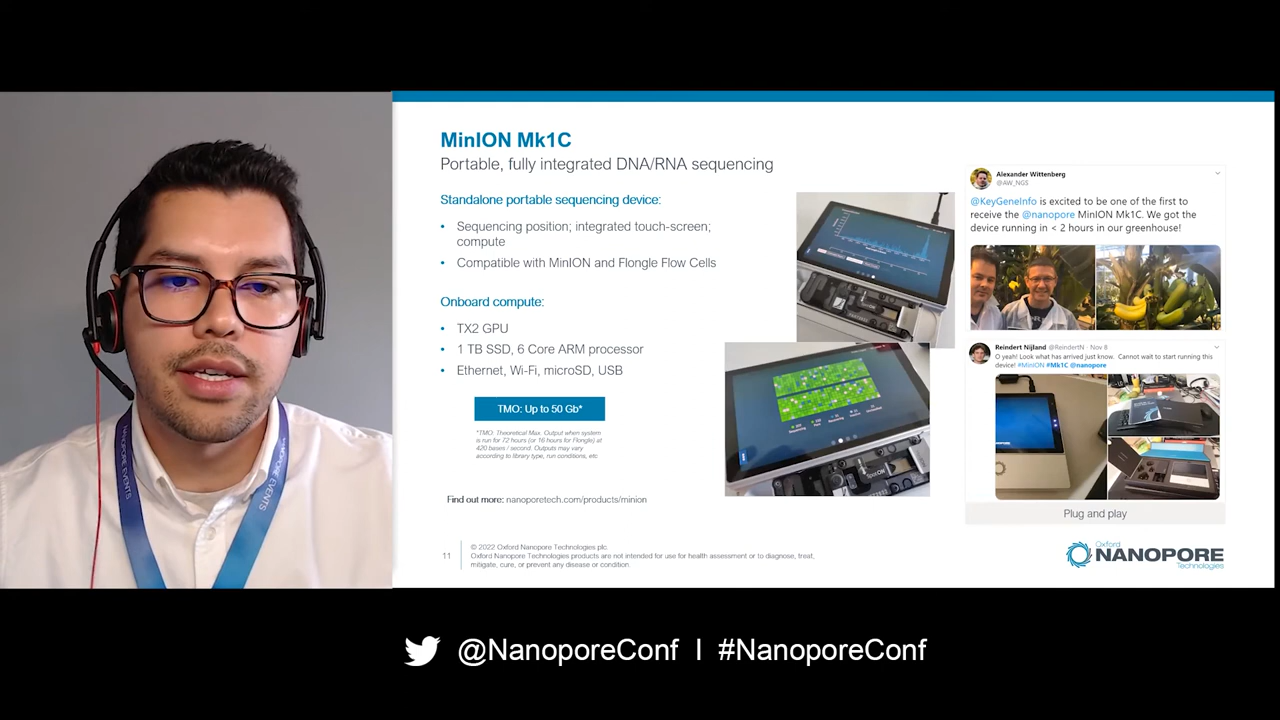 MinION Mk1C
Portable, fully integrated DNA/RNA sequencing
Standalone portable sequencing device:
• Sequencing position; integrated touch-screen;
compute
• Compatible with MinION and Flongle Flow Cells
Onboard compute:
• TX2 GPU
• 1 TB SSD, 6 Core ARM processor
• Ethernet, Wi-Fi, microSD, USB
TMO: Up to 50 Gb*
*TMO: Theoretical Max. Output when system
is run for 72 hours (or 16 hours for Flongle) at
420 bases / second. Outputs may vary
according to library type, run conditions, etc
Find out more: nanoporetech.com/products/minion
Alexander Wittenberg
@AW_NGS
@KeyGeneInfo is excited to be one of the first to
receive the @nanopore MinION Mk1C. We got the
device running in < 2 hours in our greenhouse!
Reindert Nijland @ReindertN · Nov 8
O yeah! Look what has arrived just know. Cannot wait to start running this
device! #MinION #Mk1C @nanopore
Plug and play
11
© 2022 Oxford Nanopore Technologies plc.
Oxford Nanopore Technologies products are not intended for use for health assessment or to diagnose, treat,
mitigate, cure, or prevent any disease or condition.
Oxford
NANOPORE
Technologies
NANOPORE EVENTS
@NanoporeConf | #NanoporeConf